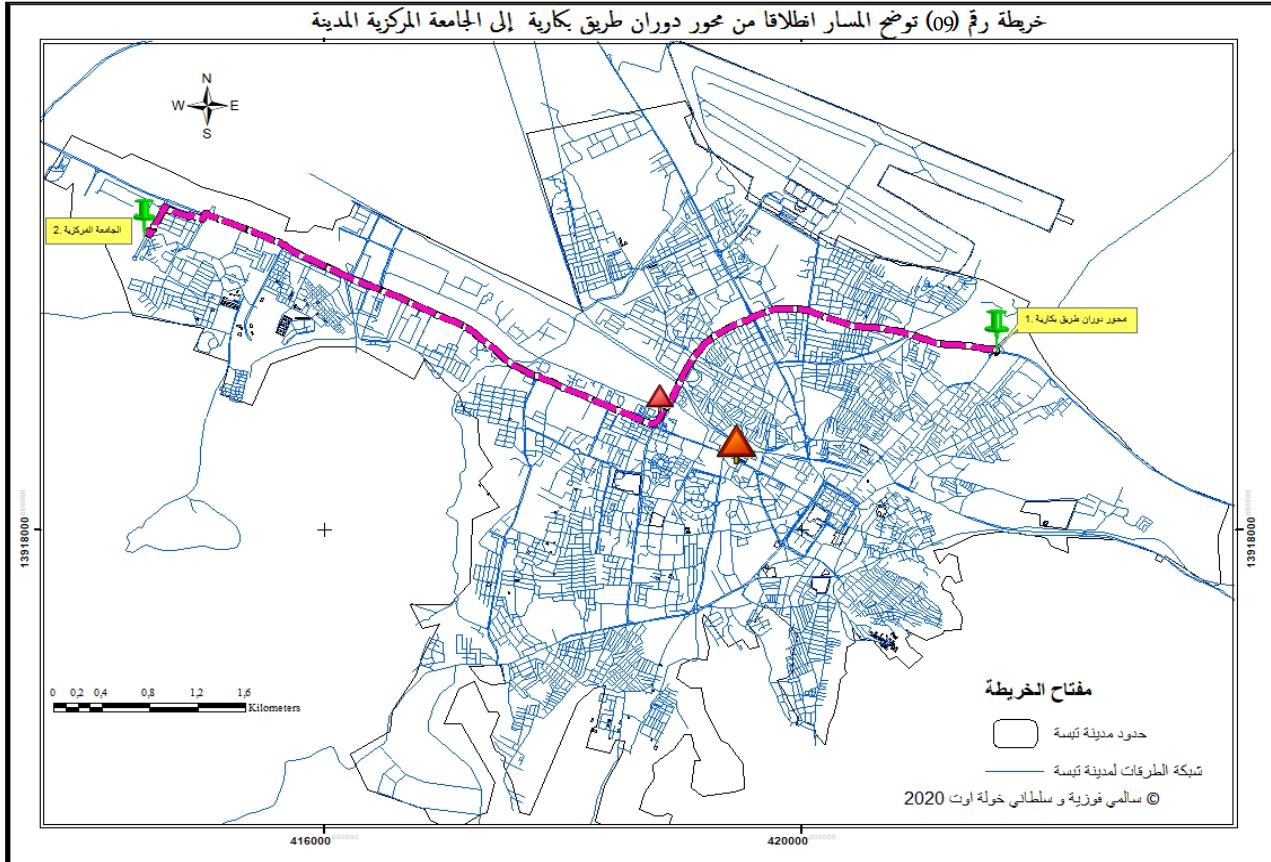 خريطة رقم (09) توضح المسار انطلاقا من محور دوران طريق بكارية إلى الجامعة المركزية المدينة
N
W E
S
الجامعة المركزية .2
محور دوران طريق بكارية .1
13918000
13918000
0 0,2 0,4 0,8 1,2 1,6
Kilometers
مفتاح الخريطة
حدود مدينة تبسة
شبكة الطرقات لمدينة تبسة
© سالمي فوزية و سلطاني خولة اوت 2020
416000 420000